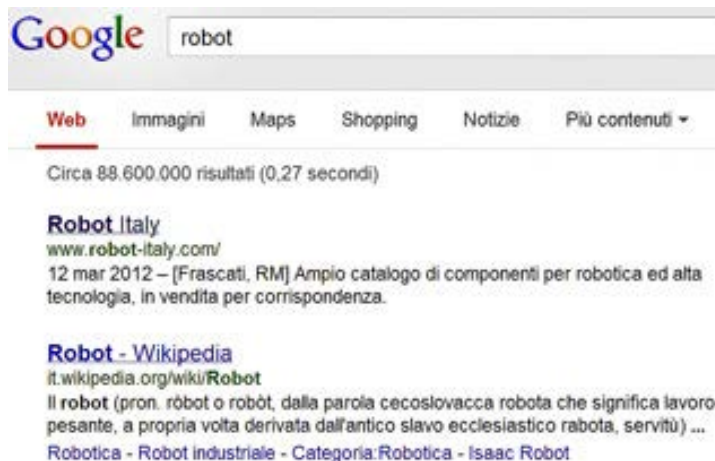 Google robot
Web Immagini Maps Shopping Notizie Più contenuti
Circa 88.600.000 risultati (0,27 secondi)
Robot Italy
www.robot-italy.com/
12 mar 2012 – [Frascati, RM] Ampio catalogo di componenti per robotica ed alta
tecnologia, in vendita per corrispondenza.
Robot - Wikipedia
it.wikipedia.org/wiki/Robot
Il robot (pron. ròbot o robòt, dalla parola cecoslovacca robota che significa lavoro
pesante, a propria volta derivata dall'antico slavo ecclesiastico rabota, servitù) ...
Robotica - Robot industriale - Categoria:Robotica - Isaac Robot